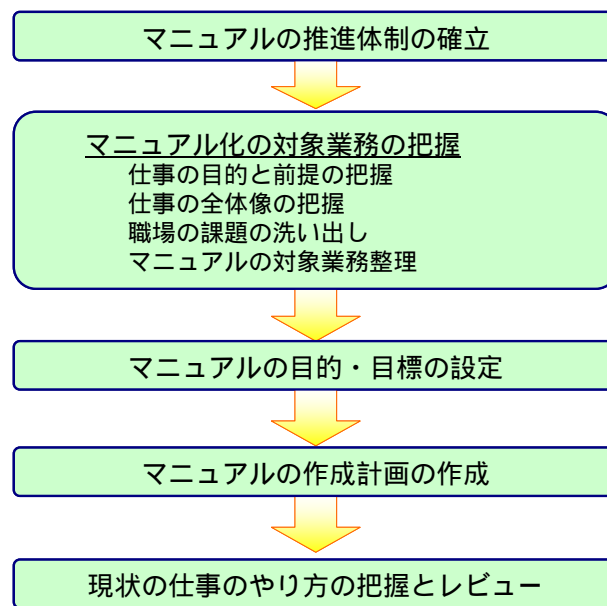 マニュアルの推進体制の確立
マニュアル化の対象業務の把握
仕事の目的と前提の把握
仕事の全体像の把握
職場の課題の洗い出し
マニュアルの対象業務整理
マニュアルの目的・目標の設定
マニュアルの作成計画の作成
現状の仕事のやり方の把握とレビュー